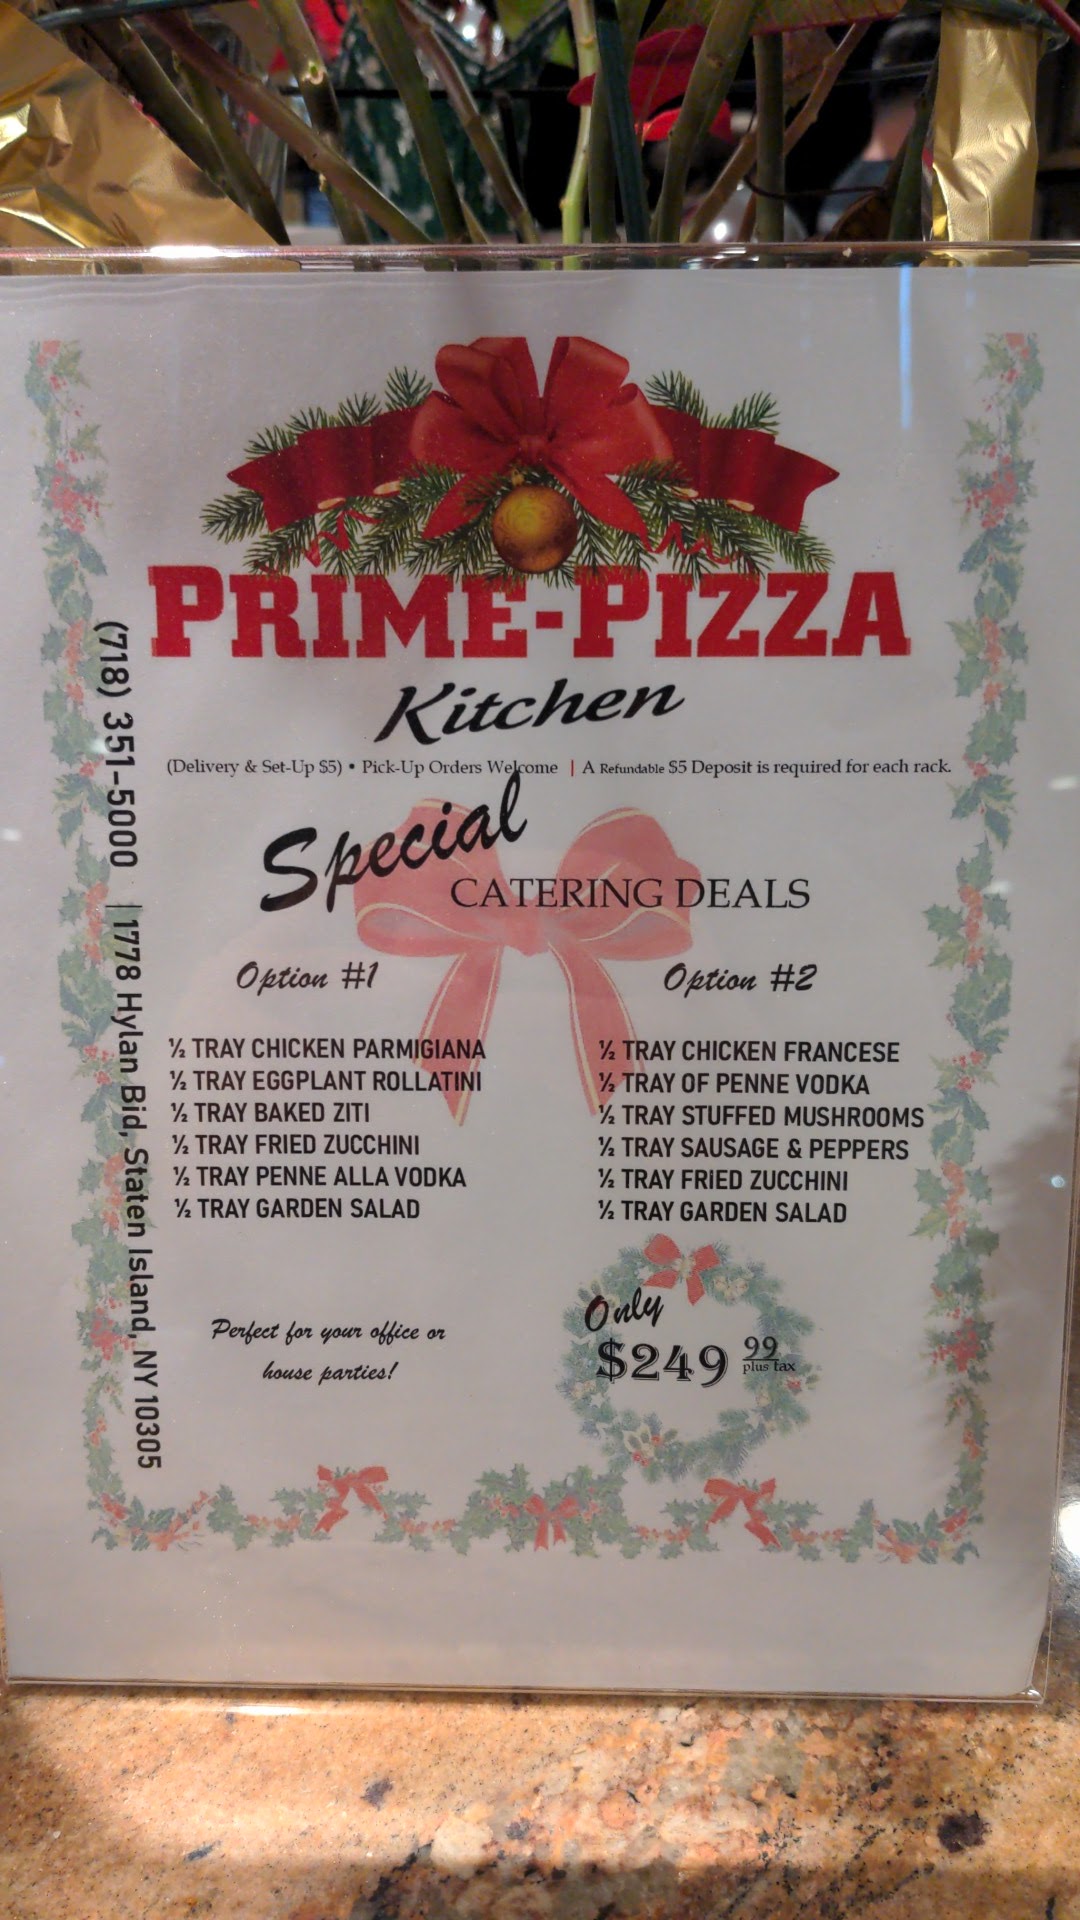 PRIME-PIZZA
Kitchen
(Delivery & Set-Up $5) • Pick-Up Orders Welcome | A Refundable $5 Deposit is required for each rack.
Special
CATERING DEALS
Option #1
½ TRAY CHICKEN PARMIGIANA
½ TRAY EGGPLANT ROLLATINI
½ TRAY BAKED ZITI
½ TRAY FRIED ZUCCHINI
½ TRAY PENNE ALLA VODKA
½ TRAY GARDEN SALAD
Option #2
½ TRAY CHICKEN FRANCESE
½ TRAY OF PENNE VODKA
½ TRAY STUFFED MUSHROOMS
½ TRAY SAUSAGE & PEPPERS
½ TRAY FRIED ZUCCHINI
½ TRAY GARDEN SALAD
Perfect for your office or
house parties!
Only
$249 99
plus tax
(718) 351-5000 | 1778 Hylan Bid, Staten Island, NY 10305